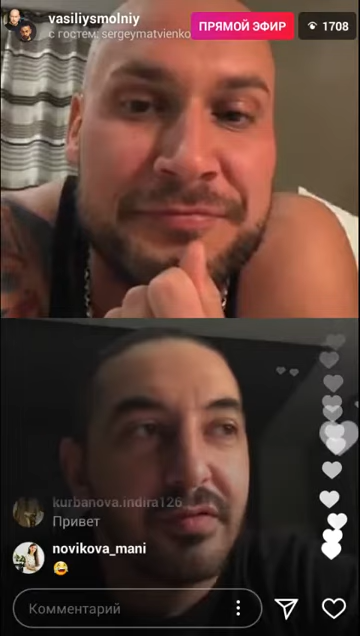 vasiliysmolniy
ПРЯМОЙ ЭФИР
1708
с гостем: sergeymatvienko
kurbanova.indira126
Привет
novikova_mani
Комментарий